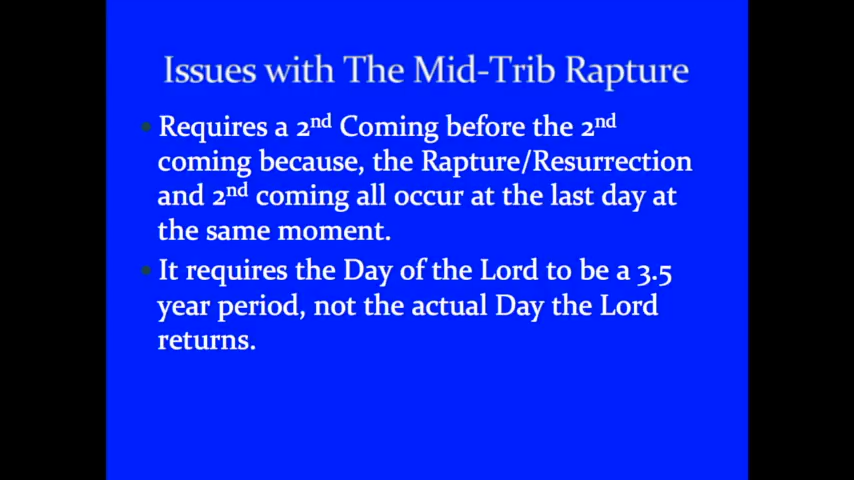 Issues with The Mid-Trib Rapture
• Requires a 2nd Coming before the 2nd
coming because, the Rapture/Resurrection
and 2nd coming all occur at the last day at
the same moment.
• It requires the Day of the Lord to be a 3.5
year period, not the actual Day the Lord
returns.